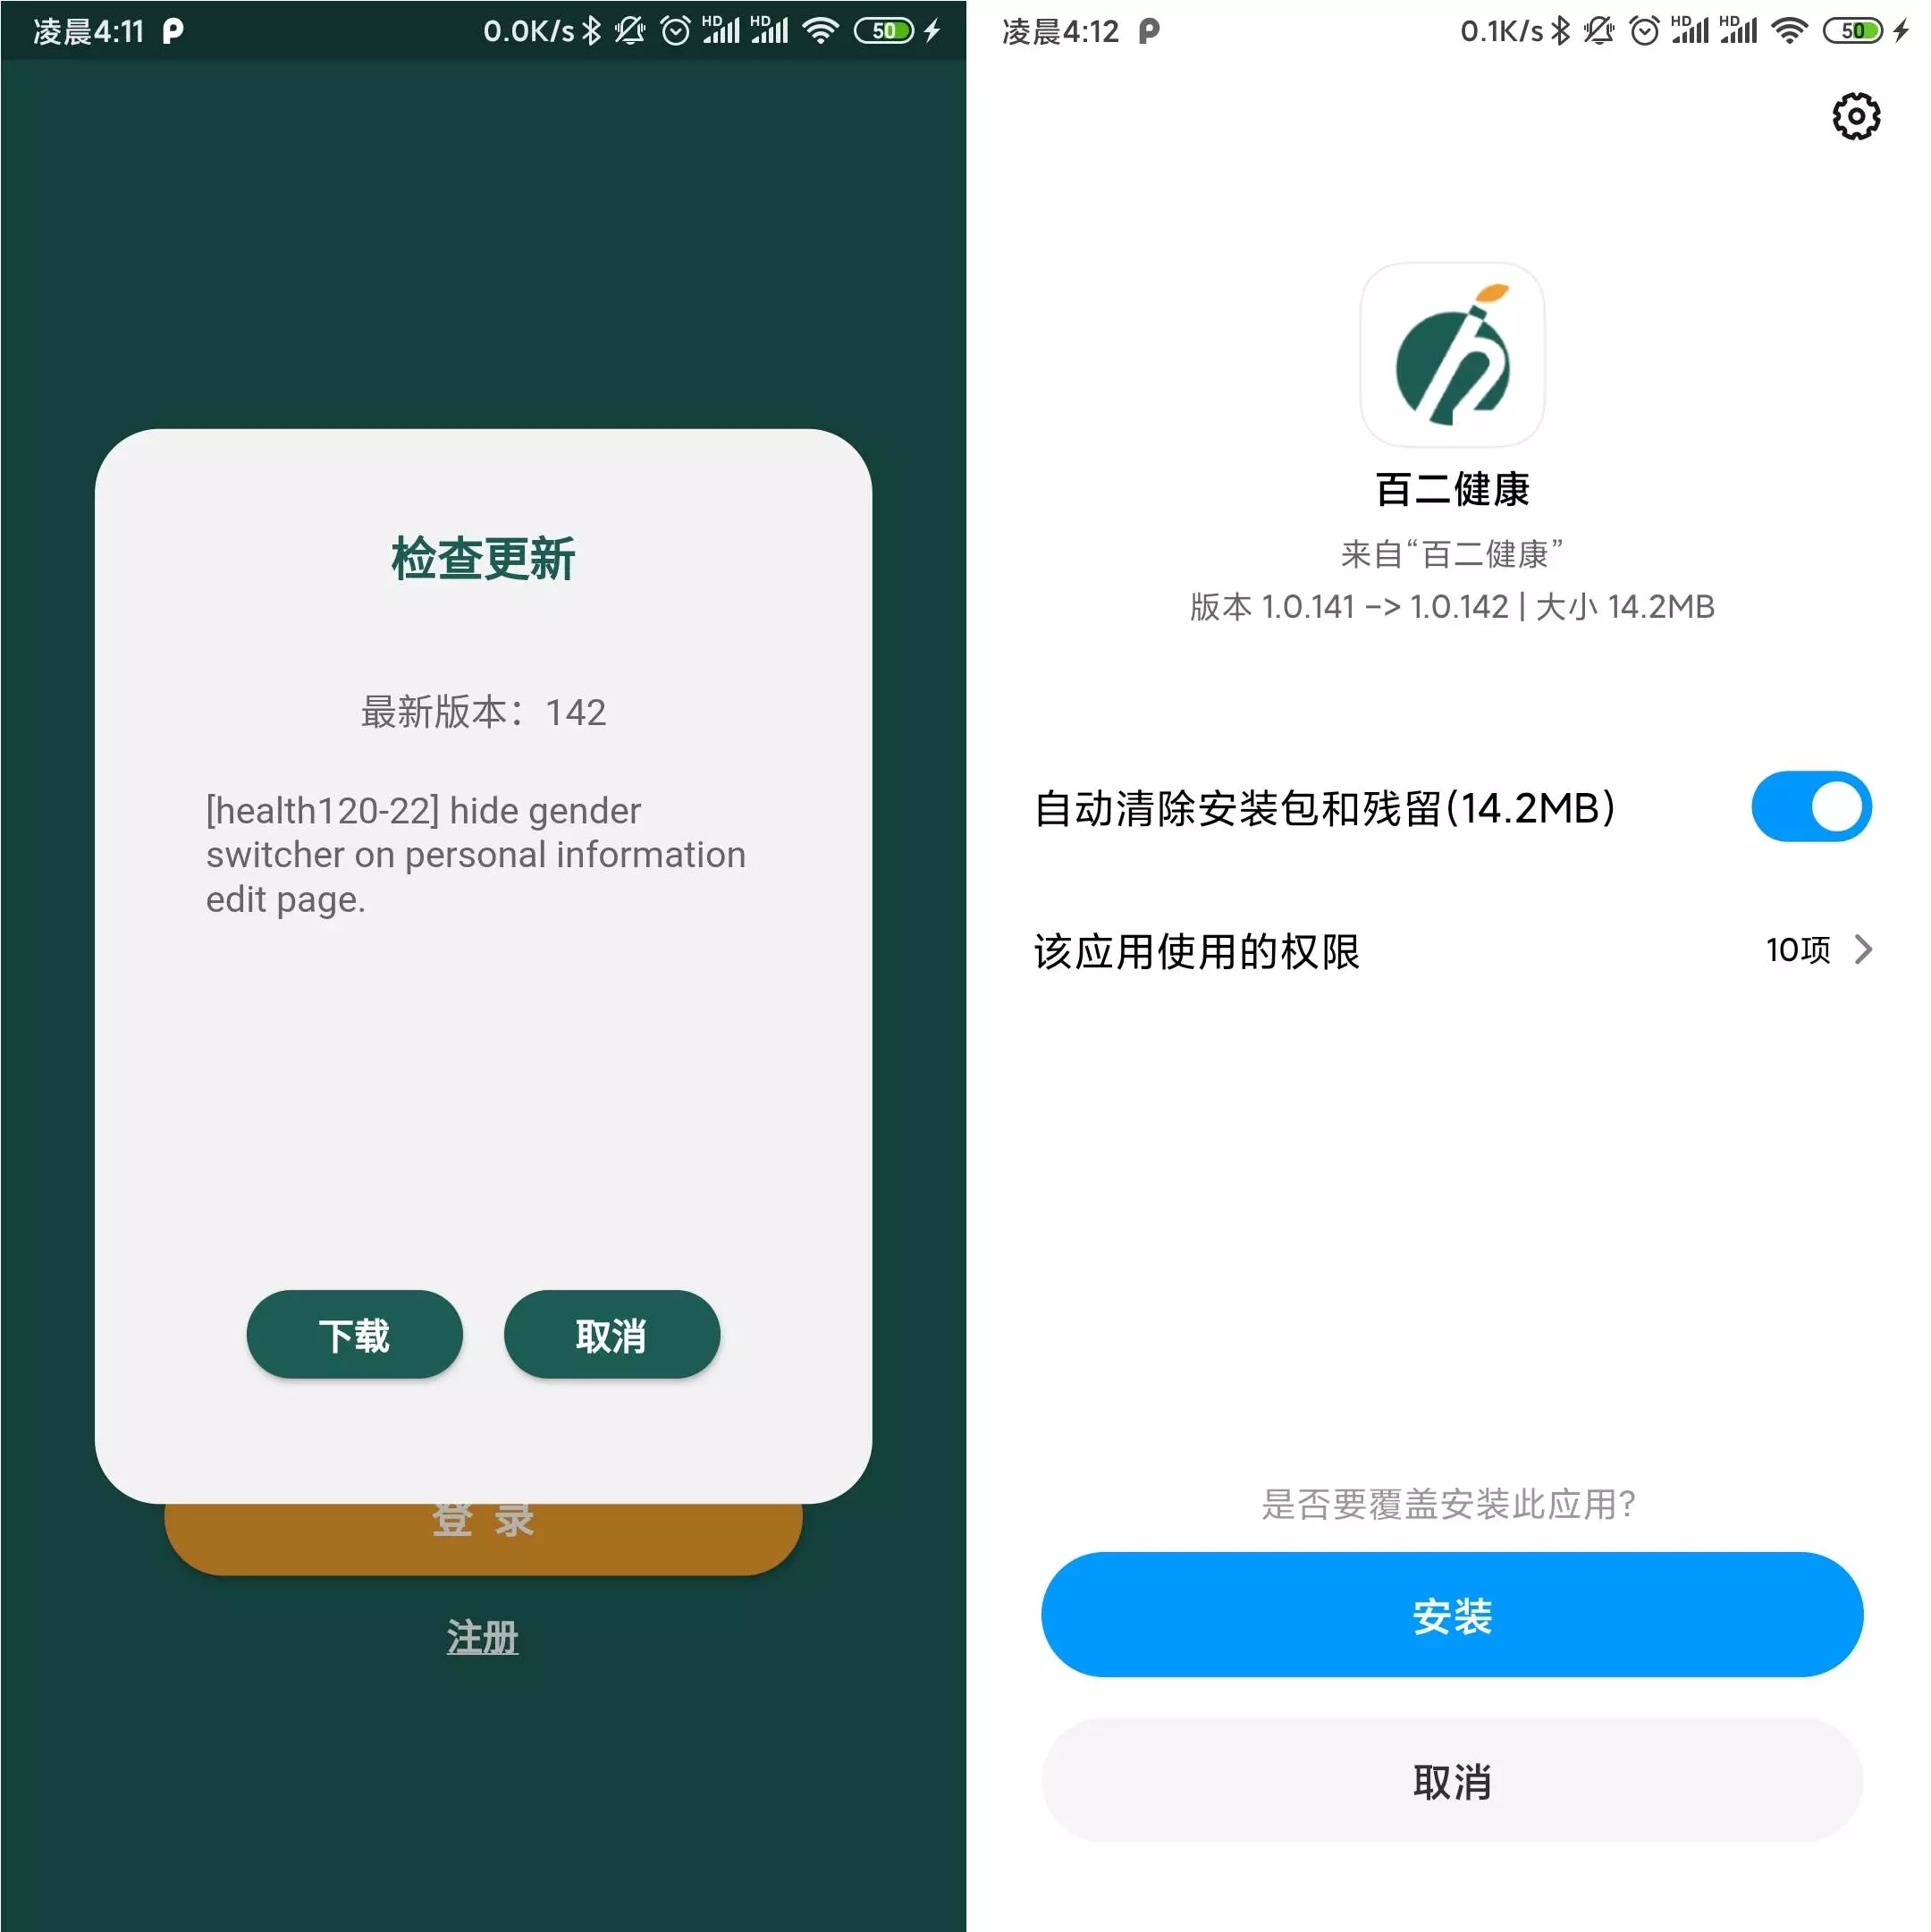 凌晨4:11
0.0K/s HD HD 50
检查更新
最新版本：142
[health120-22] hide gender
switcher on personal information
edit page.
下载 取消
登 录
注册
凌晨4:12
0.1K/s HD HD 50
百二健康
来自“百二健康”
版本 1.0.141 –> 1.0.142 | 大小 14.2MB
自动清除安装包和残留(14.2MB)
该应用使用的权限 10项
是否要覆盖安装此应用?
安装
取消